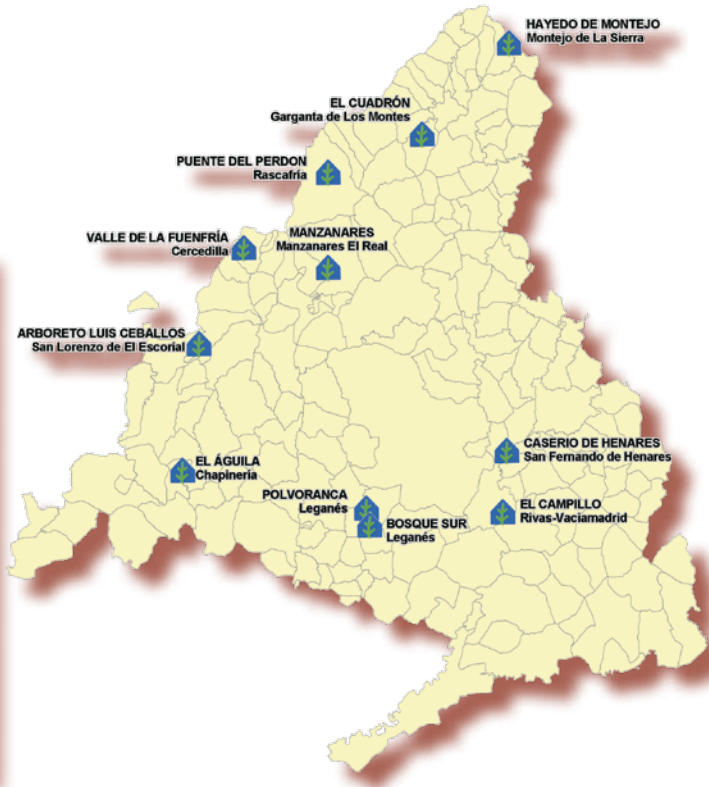 HAYEDO DE MONTEJO
Montejo de La Sierra
EL CUADRÓN
Garganta de Los Montes
PUENTE DEL PERDON
Rascafría
VALLE DE LA FUENFRÍA
Cercedilla
MANZANARES
Manzanares El Real
ARBORETO LUIS CEBALLOS
San Lorenzo de El Escorial
CASERIO DE HENARES
San Fernando de Henares
EL ÁGUILA
Chapinería
POLVORANCA
Leganés
BOSQUE SUR
Leganés
EL CAMPILLO
Rivas-Vaciamadrid